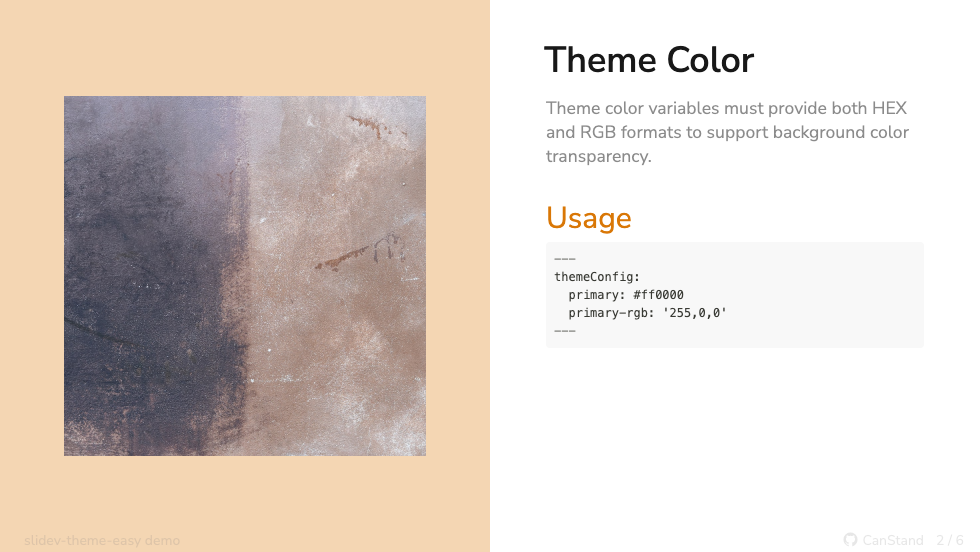 Theme Color
Theme color variables must provide both HEX
and RGB formats to support background color
transparency.
Usage
---
themeConfig:
  primary: #ff0000
  primary-rgb: '255,0,0'
---
slidev-theme-easy demo
CanStand
2 / 6